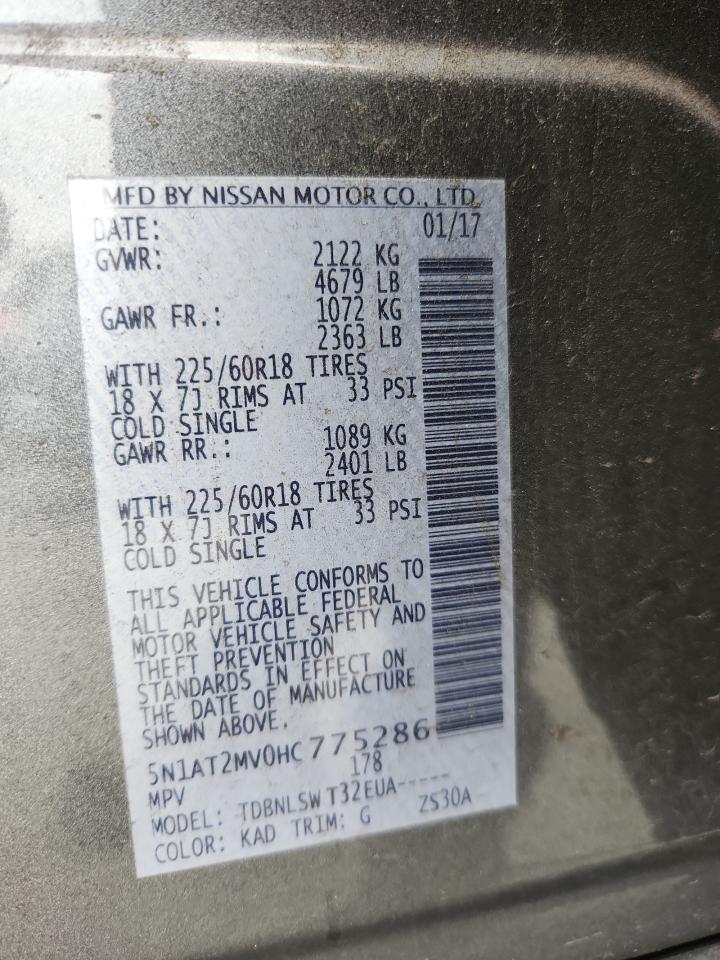 MFD BY NISSAN MOTOR CO., LTD.
DATE: 01/17
GVWR: 2122 KG
4679 LB
GAWR FR.: 1072 KG
2363 LB
WITH 225/60R18 TIRES
18 X 7J RIMS AT 33 PSI
COLD SINGLE
GAWR RR.: 1089 KG
2401 LB
WITH 225/60R18 TIRES
18 X 7J RIMS AT 33 PSI
COLD SINGLE
THIS VEHICLE CONFORMS TO
ALL APPLICABLE FEDERAL
MOTOR VEHICLE SAFETY AND
THEFT PREVENTION
STANDARDS IN EFFECT ON
THE DATE OF MANUFACTURE
SHOWN ABOVE.
5N1AT2MV0HC775286
MPV 178
MODEL: TDBNLSW T32EUA-----
COLOR: KAD TRIM: G ZS30A